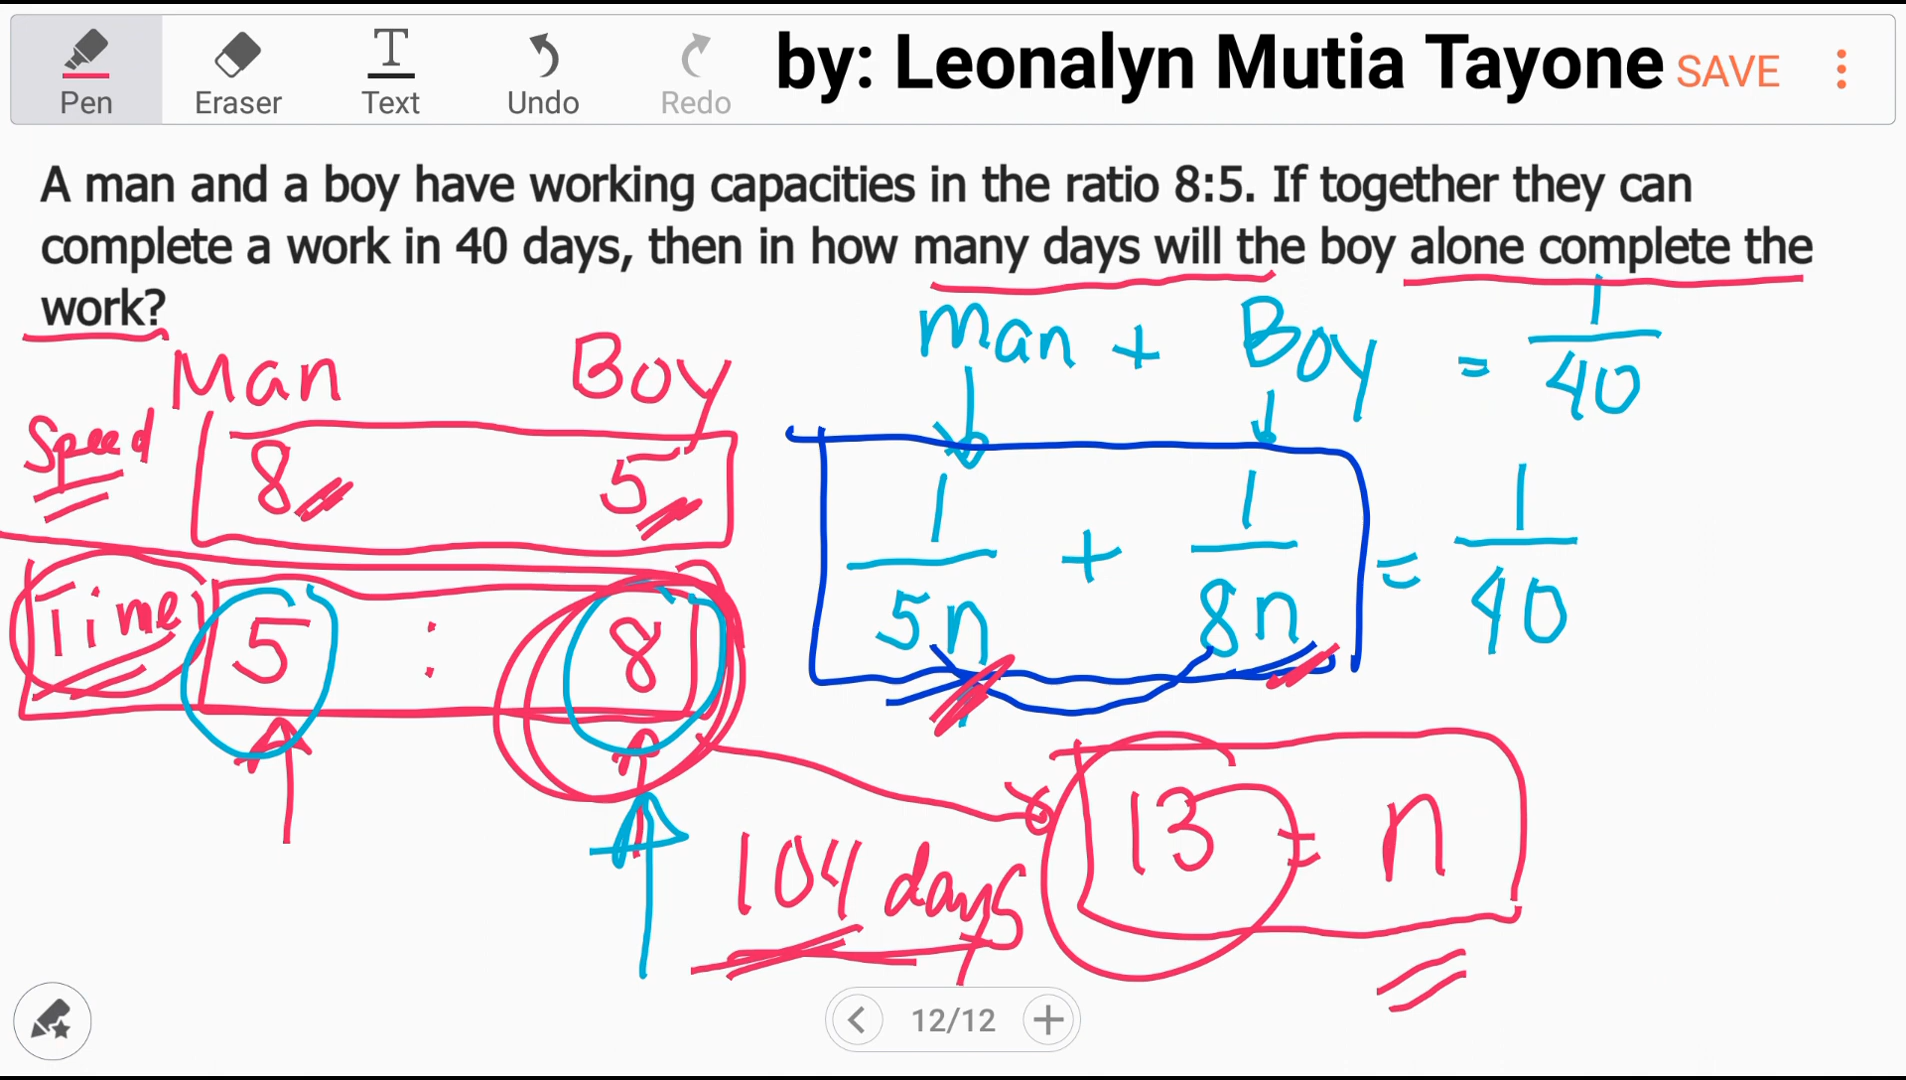 by: Leonalyn Mutia Tayone SAVE
Pen Eraser Text Undo Redo
A man and a boy have working capacities in the ratio 8:5. If together they can
complete a work in 40 days, then in how many days will the boy alone complete the
work?
Man Boy
Speed 8 5
Time 5 : 8
man + Boy = 1/40
1/5n + 1/8n = 1/40
13 = n
104 days
12/12